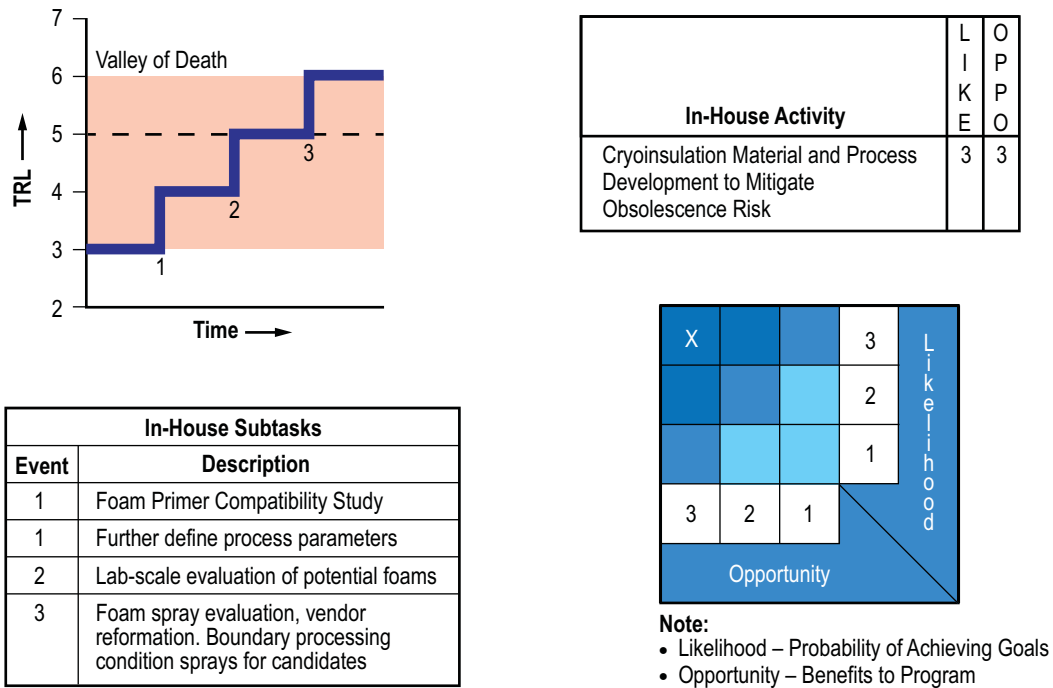 7
6
5
4
3
2
TRL
Valley of Death
1
2
3
Time
In-House Activity
LIKE
OPPO
Cryoinsulation Material and Process
Development to Mitigate
Obsolescence Risk
3 3
In-House Subtasks
Event Description
1 Foam Primer Compatibility Study
1 Further define process parameters
2 Lab-scale evaluation of potential foams
3 Foam spray evaluation, vendor
reformation. Boundary processing
condition sprays for candidates
X
3
2
1
Likelihood
3 2 1
Opportunity
Note:
• Likelihood – Probability of Achieving Goals
• Opportunity – Benefits to Program